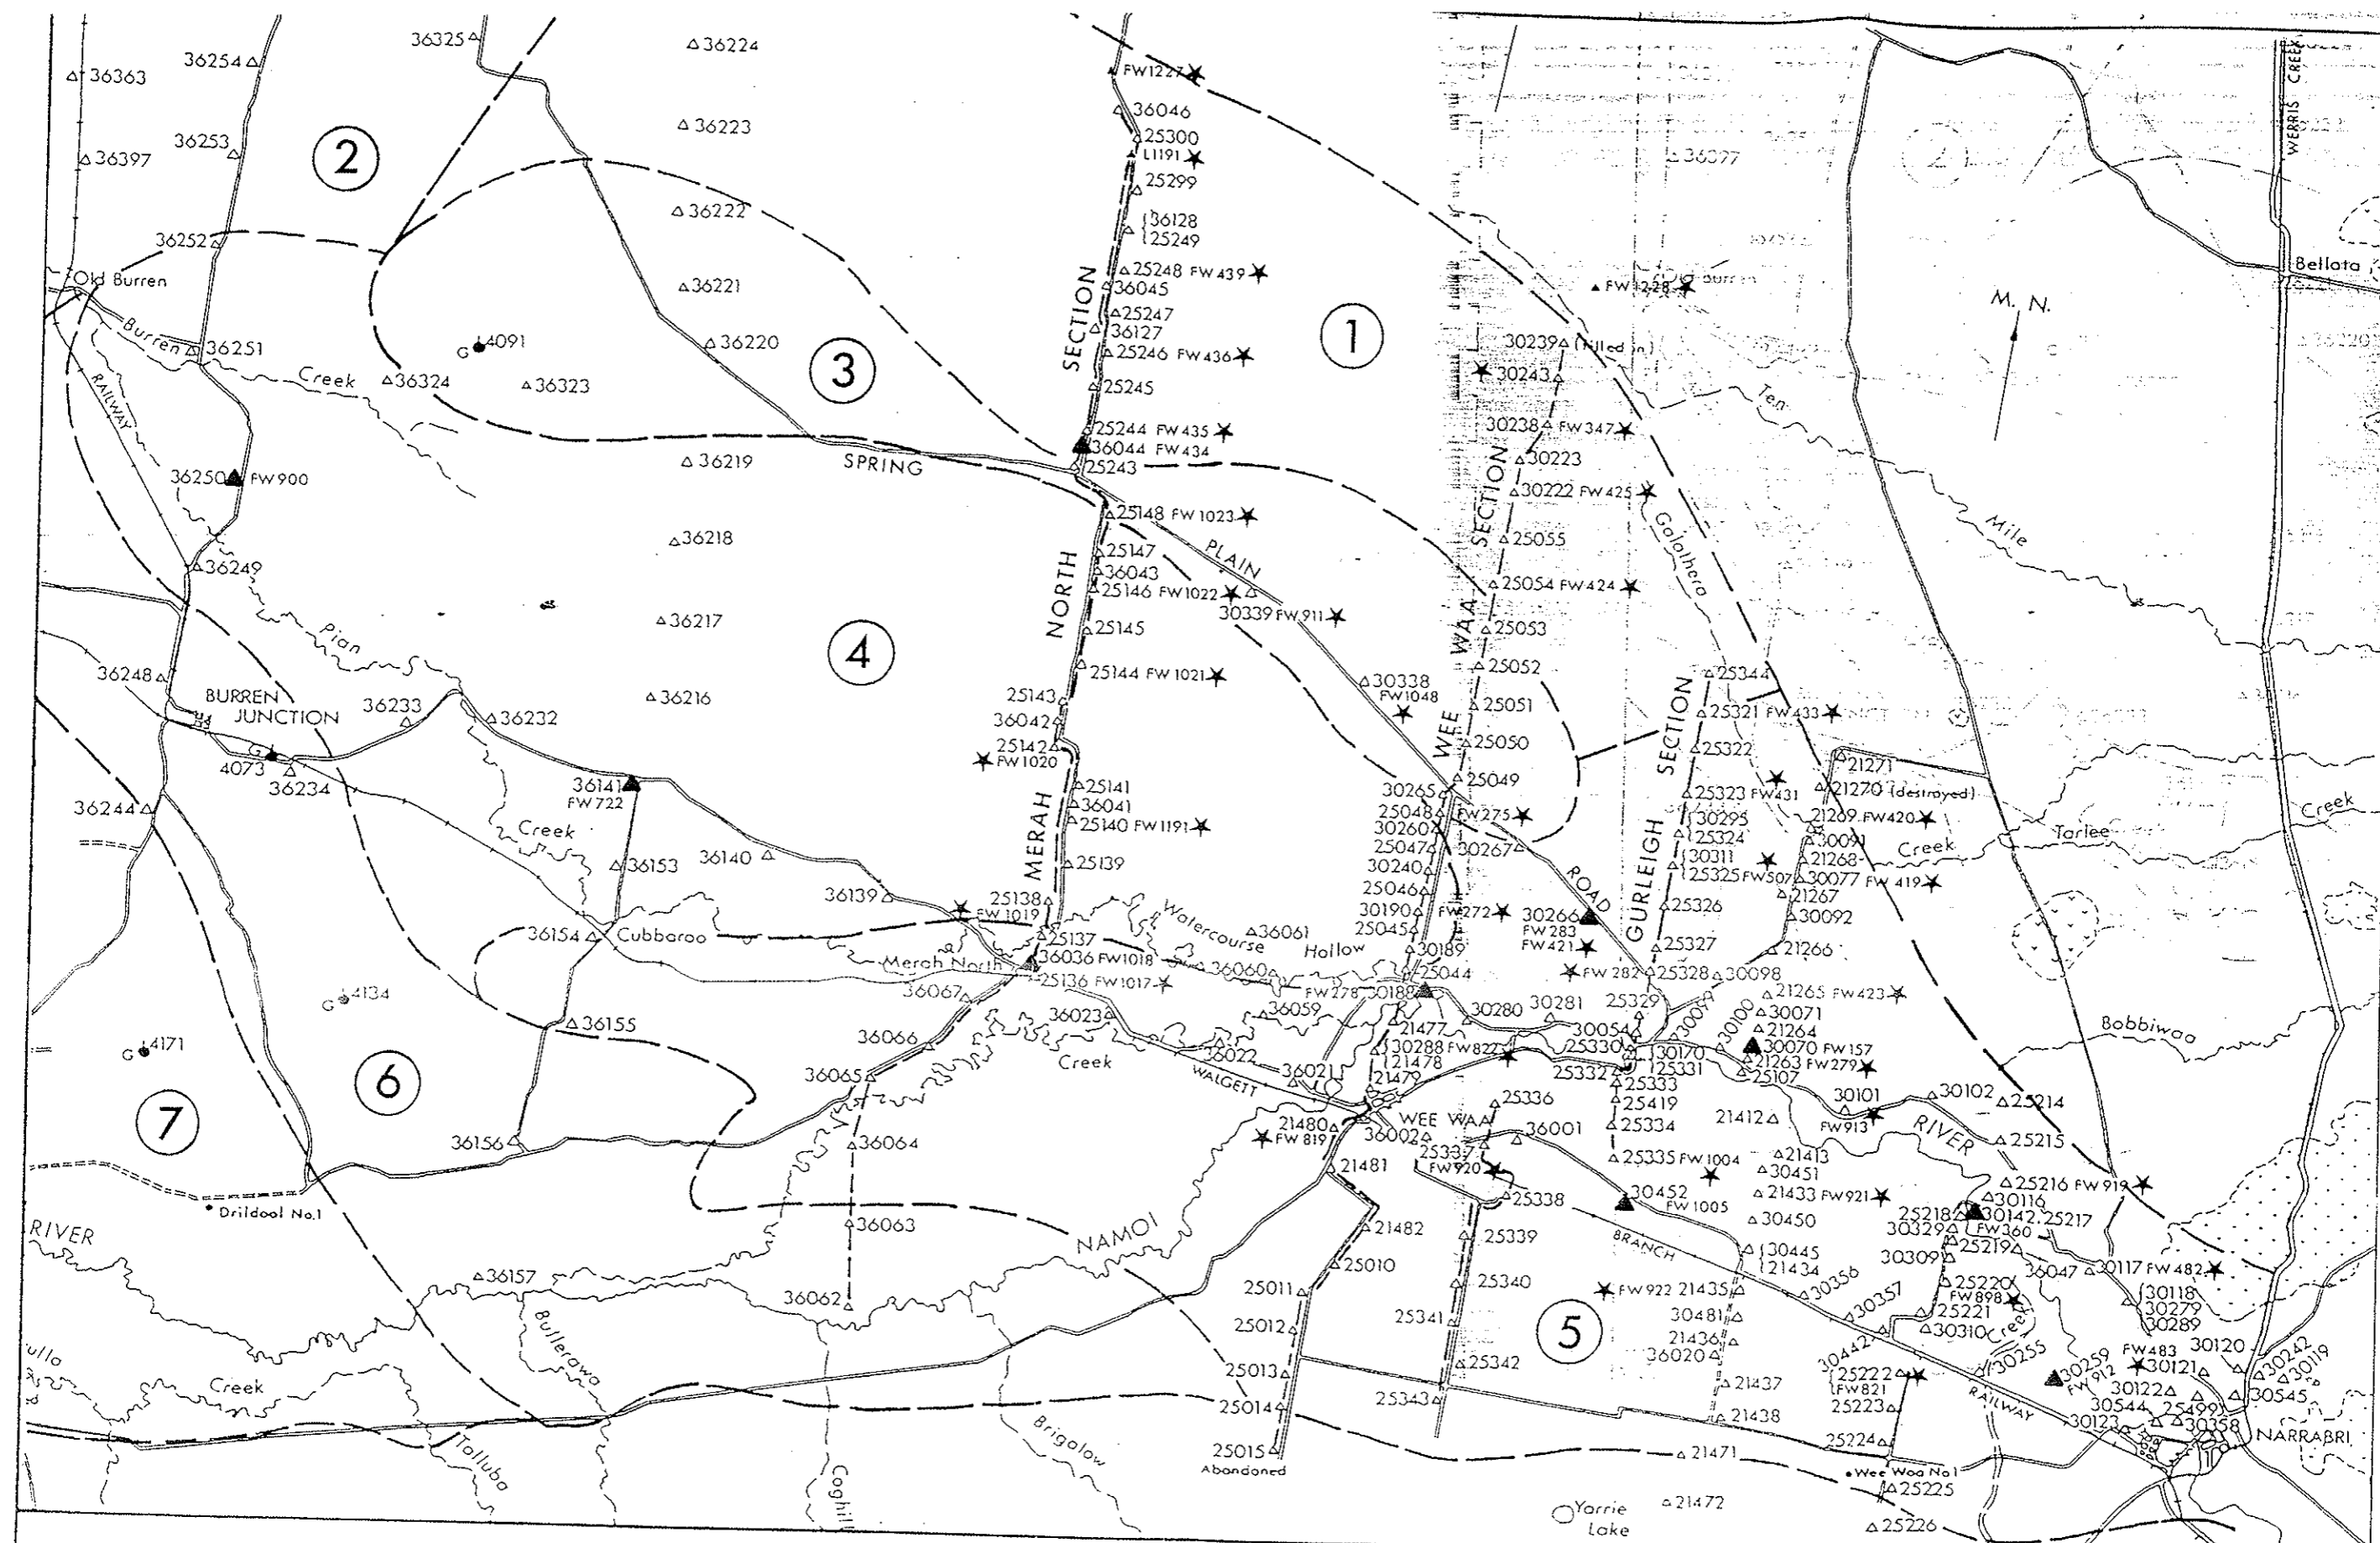 36325
36224
36254
36363
FW1227
WERRIS CREEK
36046
36223
25300
36253
2
L1191
36397
36397
2
25299
36222
36128
25249
36252
25248 FW439
Bellata
Old Burren
36045
36221
M. N.
FW1228
SECTION
25247
36127
1
Burren
36251
4091
G
36220
25246 FW436
30239 (filled in)
36220
RAILWAY
Creek
36324
36323
3
25245
30243
Ten
25244 FW435
30238 FW347
36044 FW434
36219
SPRING
25243
30223
36250 FW900
SECTION
30222 FW425
25148 FW1023
Mile
36218
25055
PLAIN
25147
Galathera
36249
36043
NORTH
25146 FW1022
25054 FW424
30339 FW911
36217
25145
25053
Pian
WAA
4
25052
25144 FW1021
25344
36248
30338
36216
25143
FW1048
25051
BURREN
JUNCTION
36233
36232
36042
25321 FW433
SECTION
WEE
25142
25050
25322
FW1020
G
4073
21271
25049
36234
36141
FW722
25141
30265
25323 FW431
21270 (destroyed)
36244
36041
25048 FW275
30295
21269 FW420
Creek
25140 FW1191
30260
25324
Creek
30091
Tarlee
Creek
MERAH
25047
30267
30311
21268
36153
36140
25139
30240
25325 FW507
30077 FW419
GURLEIGH
25046
ROAD
21267
36139
25138
30190 FW272
30266
25326
30092
FW1019
Watercourse
FW283
36154
Cubbaroo
25137
36061
25045
FW421
25327
21266
Hollow
30189
Merah North
36036 FW1018
36060
25044
FW282 25328
30098
25136 FW1017
FW278 30188
21265 FW423
4134
G
36067
36023
36059
30280
30281
25329
30100
30071
36155
21477
30054
21264
Bobbiwaa
36066
Creek
36022
30288 FW822
25330
30170
30070 FW157
4171
G
21478
25331
21263 FW279
6
WALGETT
36021
25332
25107
36065
21479
25333
30101
30102
25214
7
25336
25419
21412
FW913
WEE WAA
RIVER
21480
36002
25334
36156
36064
FW819
36001
25215
25337
25335 FW1004
21413
FW920
30451
21481
25216 FW919
25338
30452
21433 FW921
30116
Drildool No.1
FW1005
25218
30142.25217
36063
21482
30450
30329
FW360
RIVER
NAMOI
25339
BRANCH
25219
30445
21434
30309
36157
25010
36047
30117 FW482
25011
25340
FW922 21435
30356
25220
30118
36062
FW898
30279
30357
25221
30289
25341
30481
Bullerawa
25012
5
21436
30310
Creek
36020
30442
30120
FW483
30242
25013
25342
30255
30121
30119
25222
30259
Creek
FW821
FW912
25343
21437
30122
30545
25223
RAILWAY
30544
25499
25014
21438
30123
30358
NARRABRI
25224
Talluba
Brigalow
25015
Abandoned
21471
Wee Waa No1
Coghill
25225
21472
Yarrie
Lake
25226